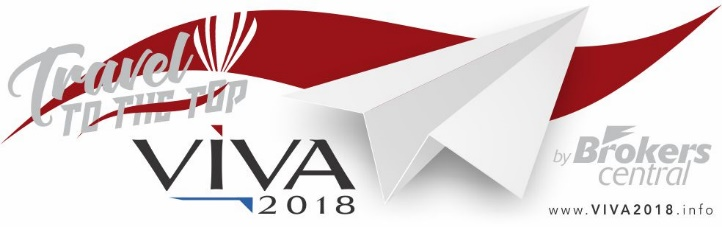 Travel
TO THE TOP
VIVA
2018
by Brokers
central
www.VIVA2018.info